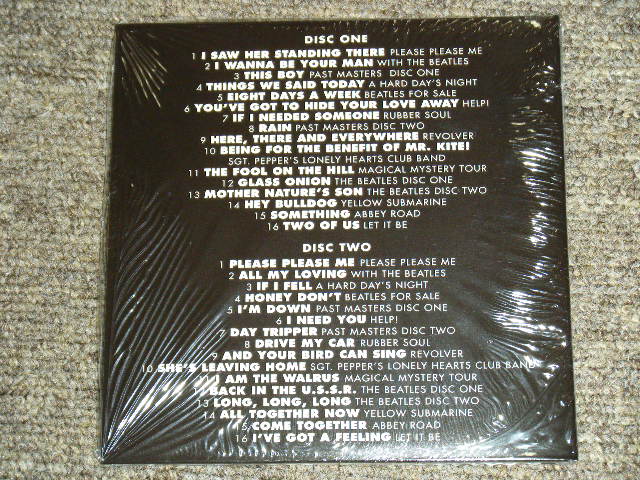 DISC ONE
1 I SAW HER STANDING THERE PLEASE PLEASE ME
2 I WANNA BE YOUR MAN WITH THE BEATLES
3 THIS BOY PAST MASTERS DISC ONE
4 THINGS WE SAID TODAY A HARD DAY'S NIGHT
5 EIGHT DAYS A WEEK BEATLES FOR SALE
6 YOU'VE GOT TO HIDE YOUR LOVE AWAY HELP!
7 IF I NEEDED SOMEONE RUBBER SOUL
8 RAIN PAST MASTERS DISC TWO
9 HERE, THERE AND EVERYWHERE REVOLVER
10 BEING FOR THE BENEFIT OF MR. KITE!
SGT. PEPPER'S LONELY HEARTS CLUB BAND
11 THE FOOL ON THE HILL MAGICAL MYSTERY TOUR
12 GLASS ONION THE BEATLES DISC ONE
13 MOTHER NATURE'S SON THE BEATLES DISC TWO
14 HEY BULLDOG YELLOW SUBMARINE
15 SOMETHING ABBEY ROAD
16 TWO OF US LET IT BE
DISC TWO
1 PLEASE PLEASE ME PLEASE PLEASE ME
2 ALL MY LOVING WITH THE BEATLES
3 IF I FELL A HARD DAY'S NIGHT
4 HONEY DON'T BEATLES FOR SALE
5 I'M DOWN PAST MASTERS DISC ONE
6 I NEED YOU HELP!
7 DAY TRIPPER PAST MASTERS DISC TWO
8 DRIVE MY CAR RUBBER SOUL
9 AND YOUR BIRD CAN SING REVOLVER
10 SHE'S LEAVING HOME SGT. PEPPER'S LONELY HEARTS CLUB BAND
11 I AM THE WALRUS MAGICAL MYSTERY TOUR
12 BACK IN THE U.S.S.R. THE BEATLES DISC ONE
13 LONG, LONG, LONG THE BEATLES DISC TWO
14 ALL TOGETHER NOW YELLOW SUBMARINE
15 COME TOGETHER ABBEY ROAD
16 I'VE GOT A FEELING LET IT BE